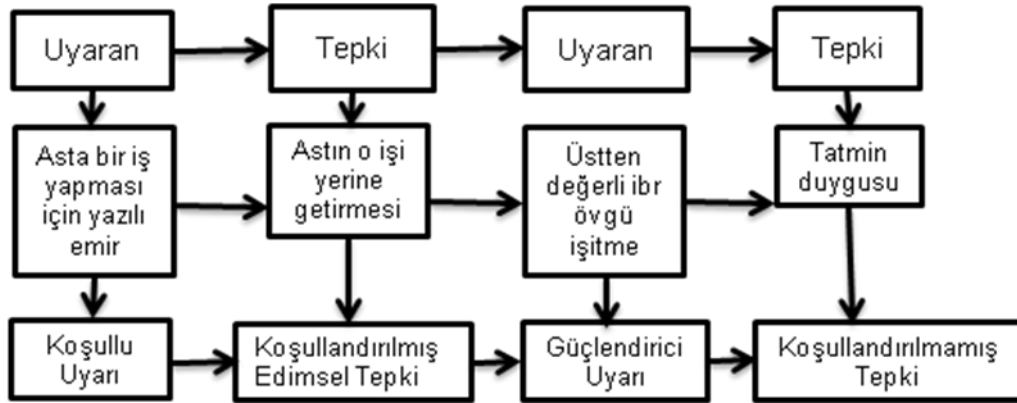 Uyaran
Tepki
Uyaran
Tepki
Asta bir iş
yapması
için yazılı
emir
Astın o işi
yerine
getirmesi
Üstten
değerli ibr
övgü
işitme
Tatmin
duygusu
Koşullu
Uyarı
Koşullandırılmış
Edimsel Tepki
Güçlendirici
Uyarı
Koşullandırılmamış
Tepki